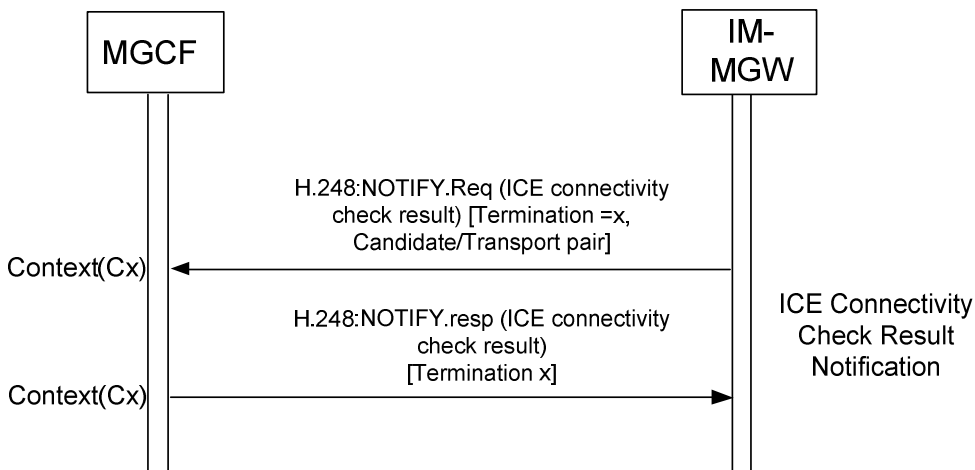 MGCF
IM-
MGW
H.248:NOTIFY.Req (ICE connectivity
check result) [Termination =x,
Candidate/Transport pair]
Context(Cx)
H.248:NOTIFY.resp (ICE connectivity
check result)
[Termination x]
Context(Cx)
ICE Connectivity
Check Result
Notification